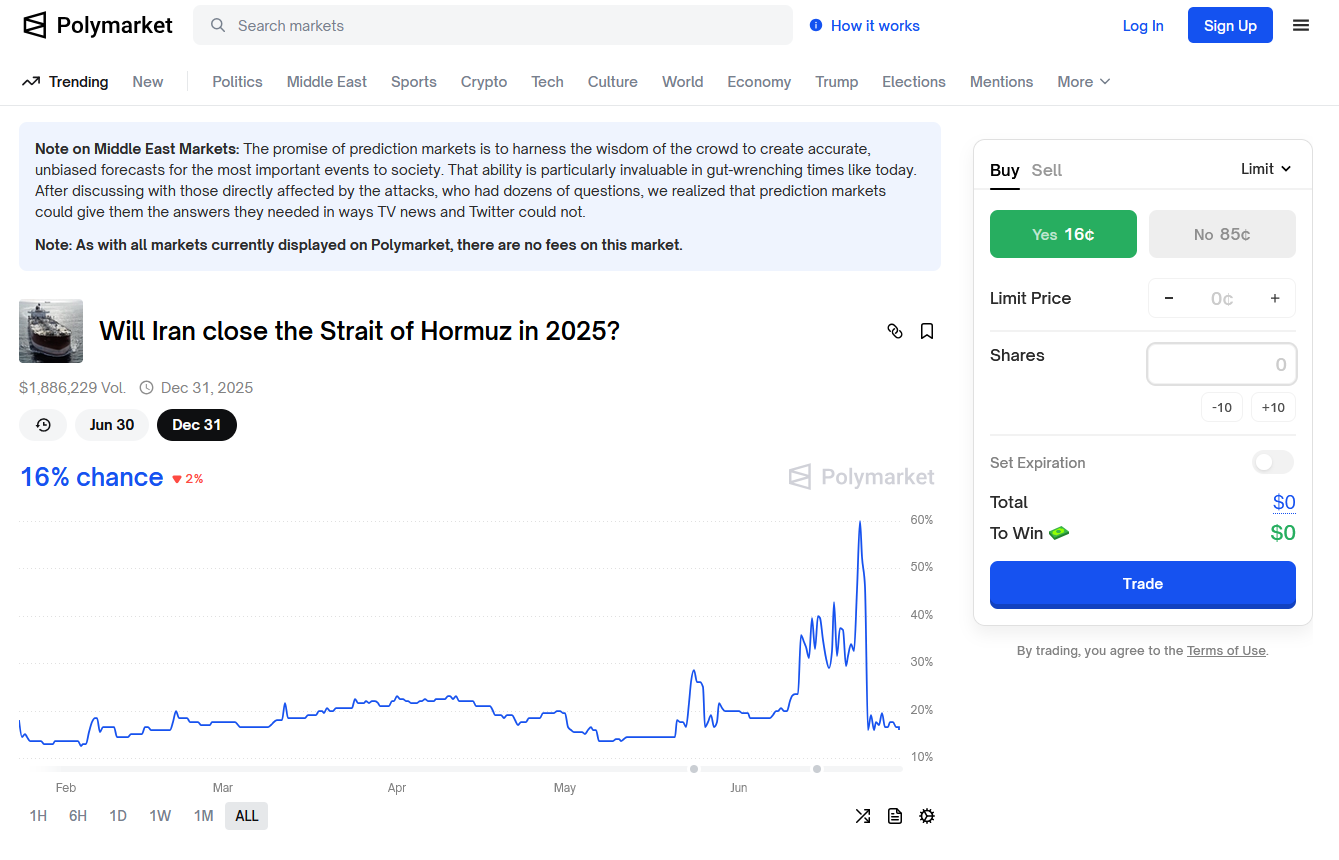 Polymarket
Search markets
How it works
Log In
Sign Up
Trending
New
Politics
Middle East
Sports
Crypto
Tech
Culture
World
Economy
Trump
Elections
Mentions
More
Note on Middle East Markets: The promise of prediction markets is to harness the wisdom of the crowd to create accurate,
unbiased forecasts for the most important events to society. That ability is particularly invaluable in gut-wrenching times like today.
After discussing with those directly affected by the attacks, who had dozens of questions, we realized that prediction markets
could give them the answers they needed in ways TV news and Twitter could not.
Note: As with all markets currently displayed on Polymarket, there are no fees on this market.
Will Iran close the Strait of Hormuz in 2025?
$1,886,229 Vol.
Dec 31, 2025
Jun 30
Dec 31
16% chance
2%
Polymarket
60%
50%
40%
30%
20%
10%
Feb
Mar
Apr
May
Jun
1H
6H
1D
1W
1M
ALL
Buy
Sell
Limit
Yes 16¢
No 85¢
Limit Price
−
0¢
+
Shares
0
-10
+10
Set Expiration
Total
$0
To Win
$0
Trade
By trading, you agree to the Terms of Use.